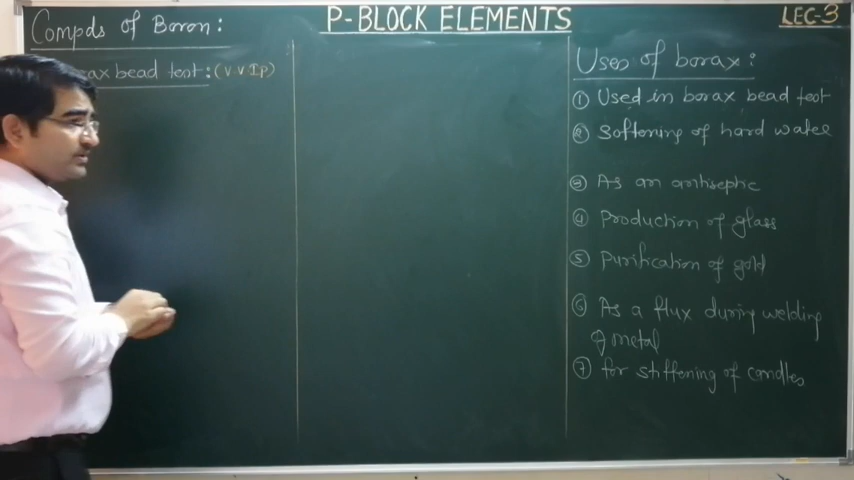 P-BLOCK ELEMENTS
LEC-3
Compds of Boron:
ax bead test: (V.V.Ip)
Uses of borax:
① Used in borax bead test
② Softening of hard water
③ As an antiseptic
④ Production of glass
⑤ Purification of gold
⑥ As a flux during welding
of metal
⑦ for stiffening of candles